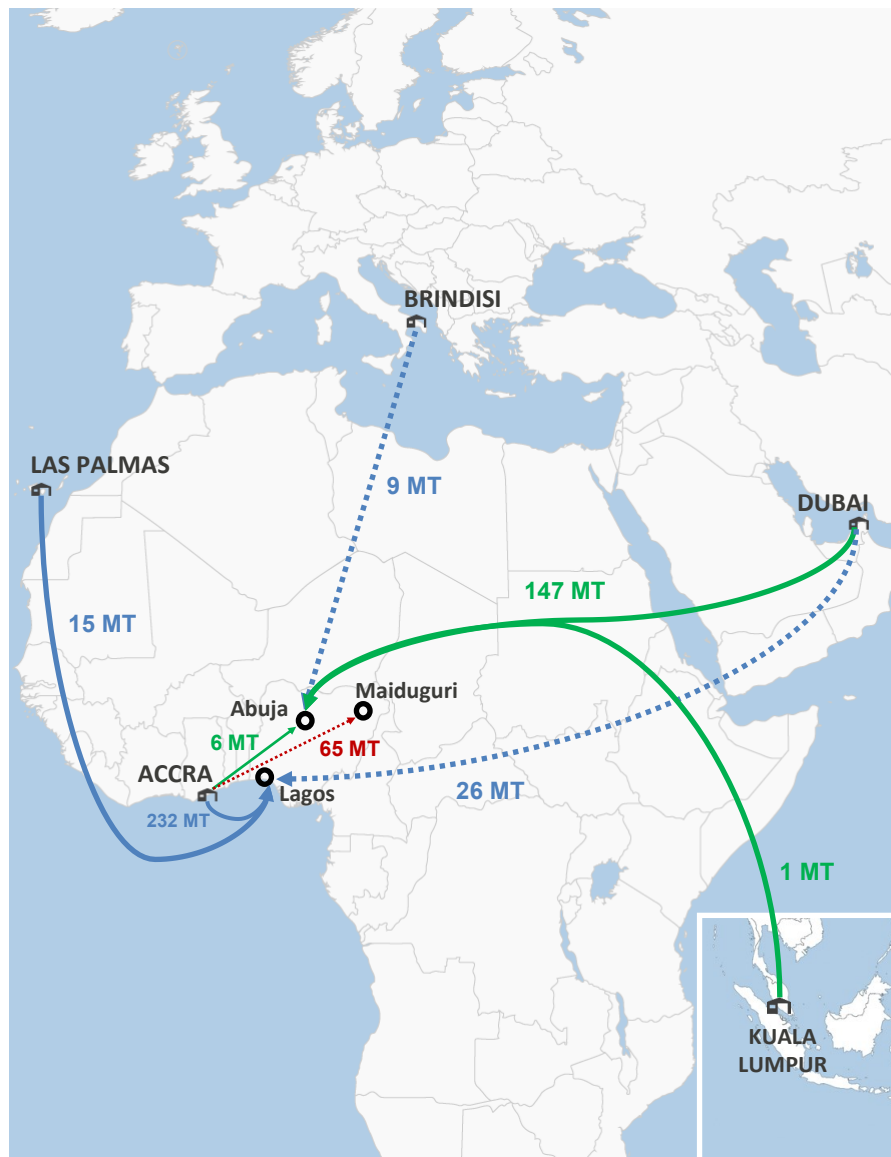 BRINDISI
LAS PALMAS
9 MT
DUBAI
147 MT
15 MT
Maiduguri
Abuja
6 MT
65 MT
ACCRA
26 MT
Lagos
232 MT
1 MT
KUALA
LUMPUR